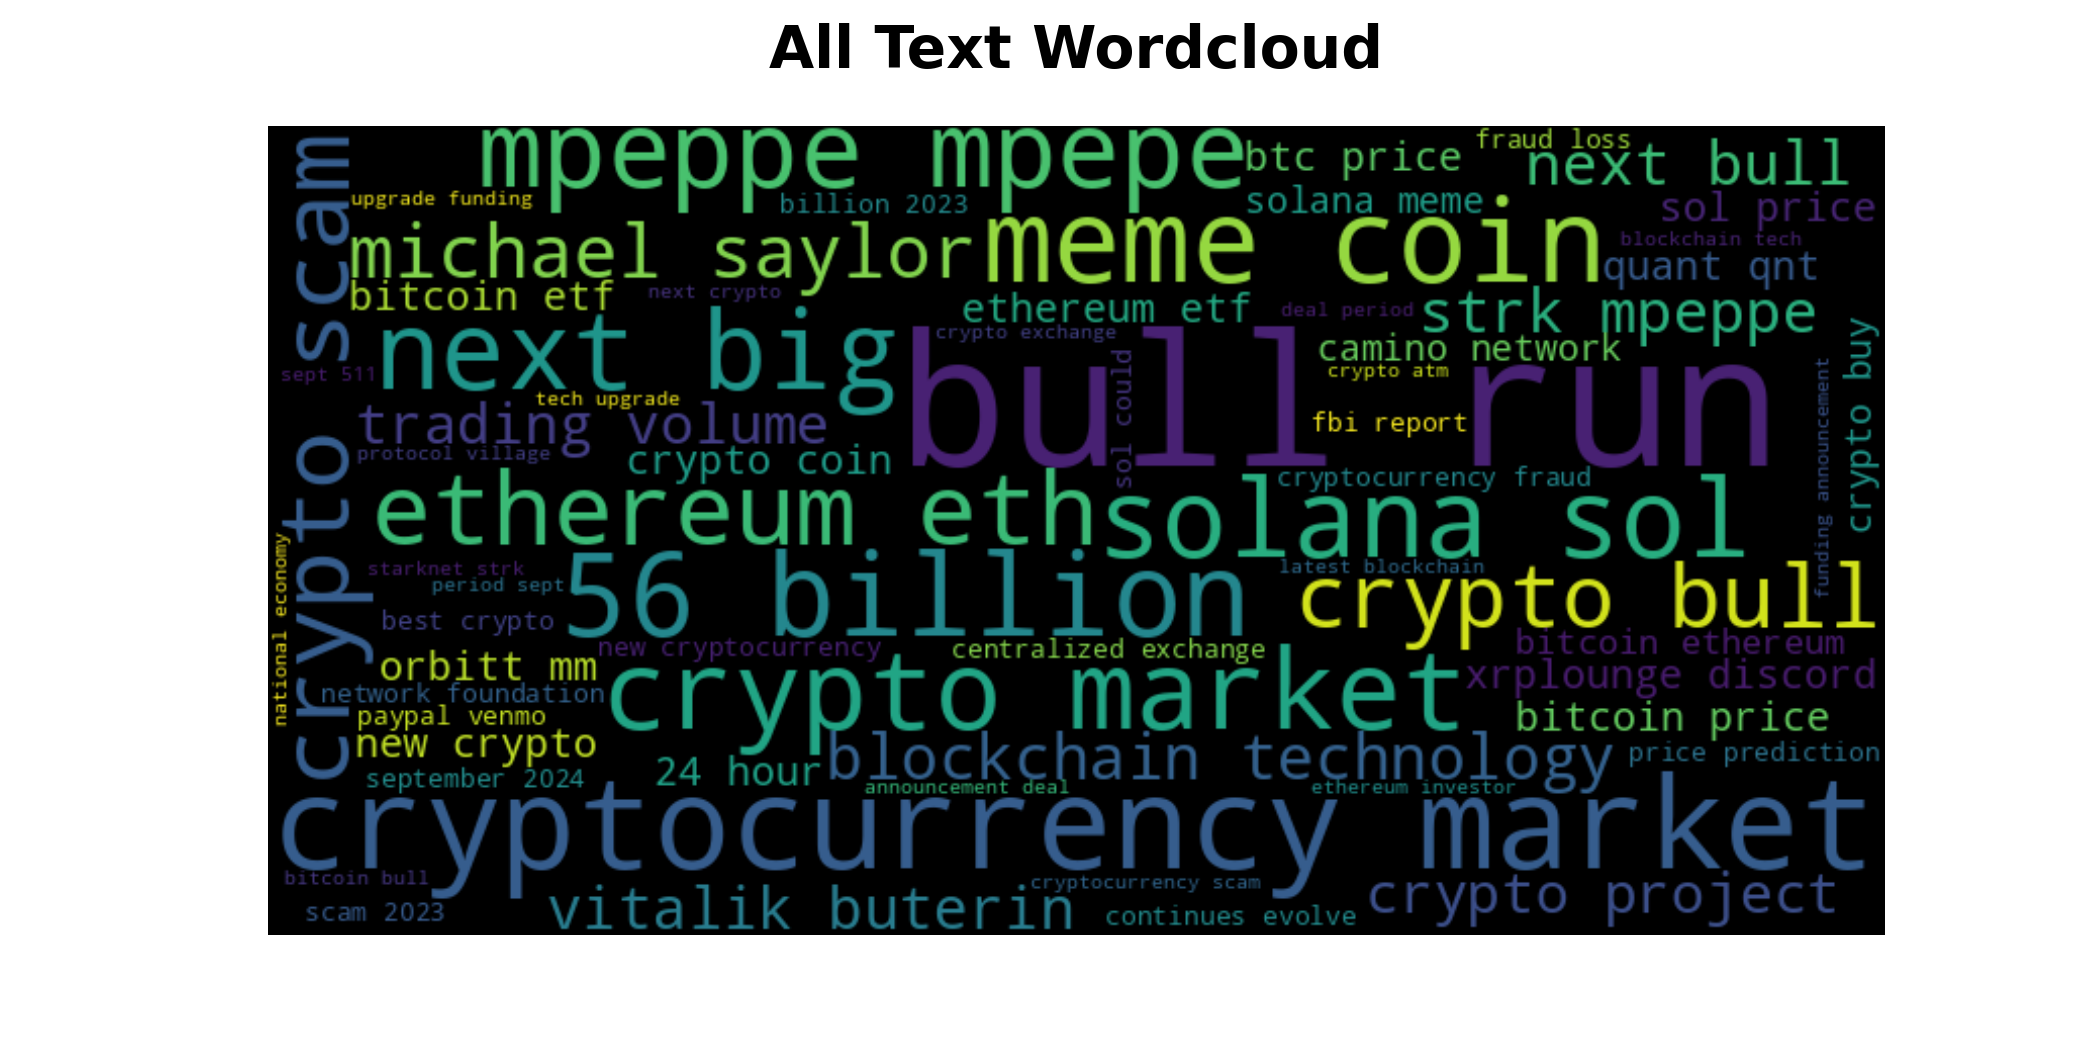 All Text Wordcloud
crypto scam
mpeppe mpepe
btc price
fraud loss
next bull
upgrade funding
billion 2023
solana meme
sol price
michael saylor
meme coin
blockchain tech
quant qnt
bitcoin etf
next crypto
ethereum etf
deal period
strk mpeppe
next big
crypto exchange
bull run
camino network
crypto atm
sept 511
tech upgrade
sol could
fbi report
funding announcement
crypto buy
trading volume
protocol village
crypto coin
cryptocurrency fraud
ethereum eth
solana sol
national economy
starknet strk
period sept
56 billion
latest blockchain
crypto bull
best crypto
new cryptocurrency
centralized exchange
bitcoin ethereum
orbitt mm
crypto market
xrplounge discord
network foundation
paypal venmo
bitcoin price
new crypto
blockchain technology
price prediction
september 2024
24 hour
announcement deal
ethereum investor
cryptocurrency market
bitcoin bull
cryptocurrency scam
crypto project
scam 2023
vitalik buterin
continues evolve